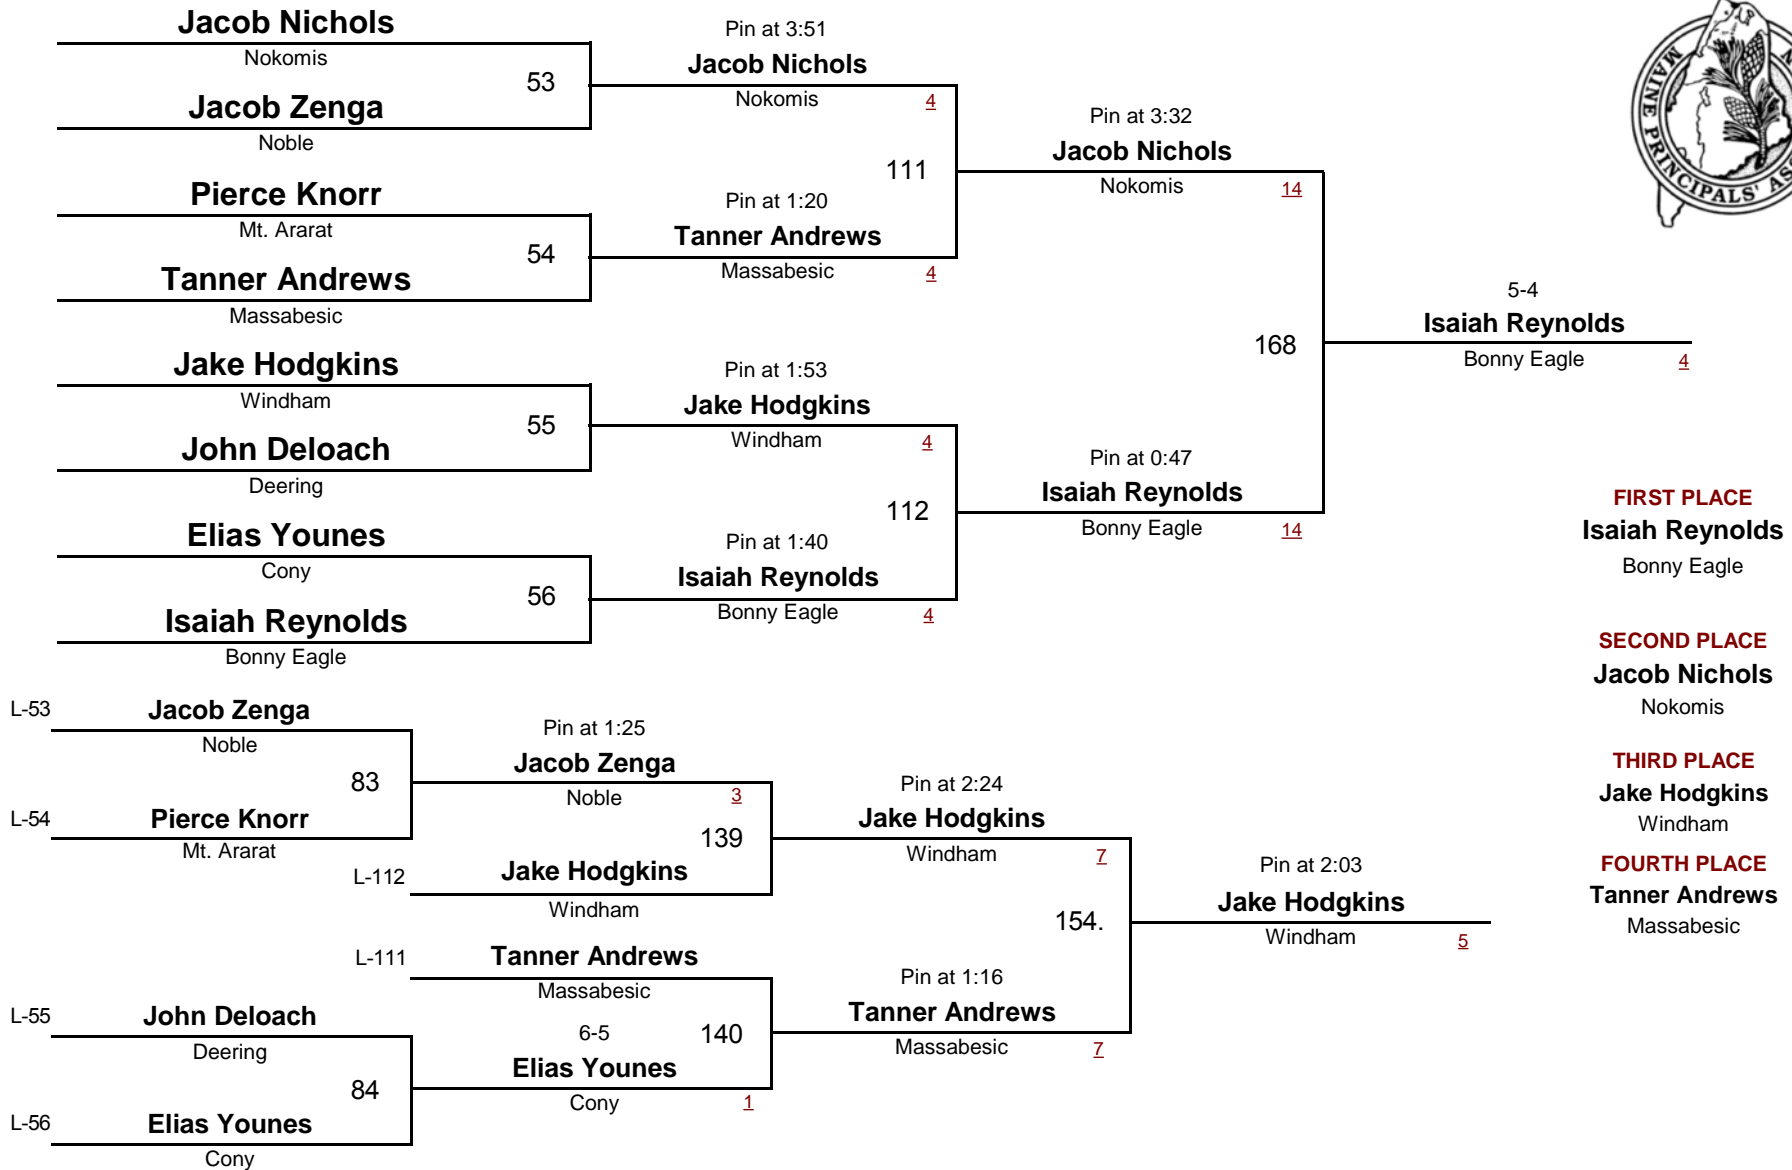 Jacob Nichols
Nokomis
53
Jacob Zenga
Noble
Pierce Knorr
Mt. Ararat
54
Tanner Andrews
Massabesic
Jake Hodgkins
Windham
55
John Deloach
Deering
Elias Younes
Cony
56
Isaiah Reynolds
Bonny Eagle
Pin at 3:51
Jacob Nichols
Nokomis 4
111
Pin at 1:20
Tanner Andrews
Massabesic 4
Pin at 1:53
Jake Hodgkins
Windham 4
112
Pin at 1:40
Isaiah Reynolds
Bonny Eagle 4
Pin at 3:32
Jacob Nichols
Nokomis 14
168
Pin at 0:47
Isaiah Reynolds
Bonny Eagle 14
5-4
Isaiah Reynolds
Bonny Eagle 4
MAINE PRINCIPALS'
FIRST PLACE
Isaiah Reynolds
Bonny Eagle
SECOND PLACE
Jacob Nichols
Nokomis
THIRD PLACE
Jake Hodgkins
Windham
FOURTH PLACE
Tanner Andrews
Massabesic
L-53 Jacob Zenga
Noble
83
L-54 Pierce Knorr
Mt. Ararat
Pin at 1:25
Jacob Zenga
Noble 3
139
L-112 Jake Hodgkins
Windham
L-111 Tanner Andrews
Massabesic
L-55 John Deloach
Deering
84
L-56 Elias Younes
Cony
6-5 140
Elias Younes
Cony 1
Pin at 2:24
Jake Hodgkins
Windham 7
154.
Pin at 1:16
Tanner Andrews
Massabesic 7
Pin at 2:03
Jake Hodgkins
Windham 5